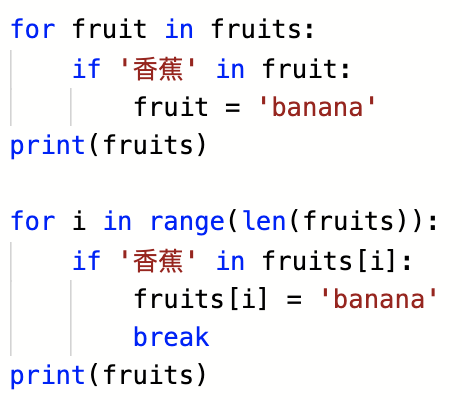 for fruit in fruits:
    if '香蕉' in fruit:
        fruit = 'banana'
print(fruits)

for i in range(len(fruits)):
    if '香蕉' in fruits[i]:
        fruits[i] = 'banana'
        break
print(fruits)